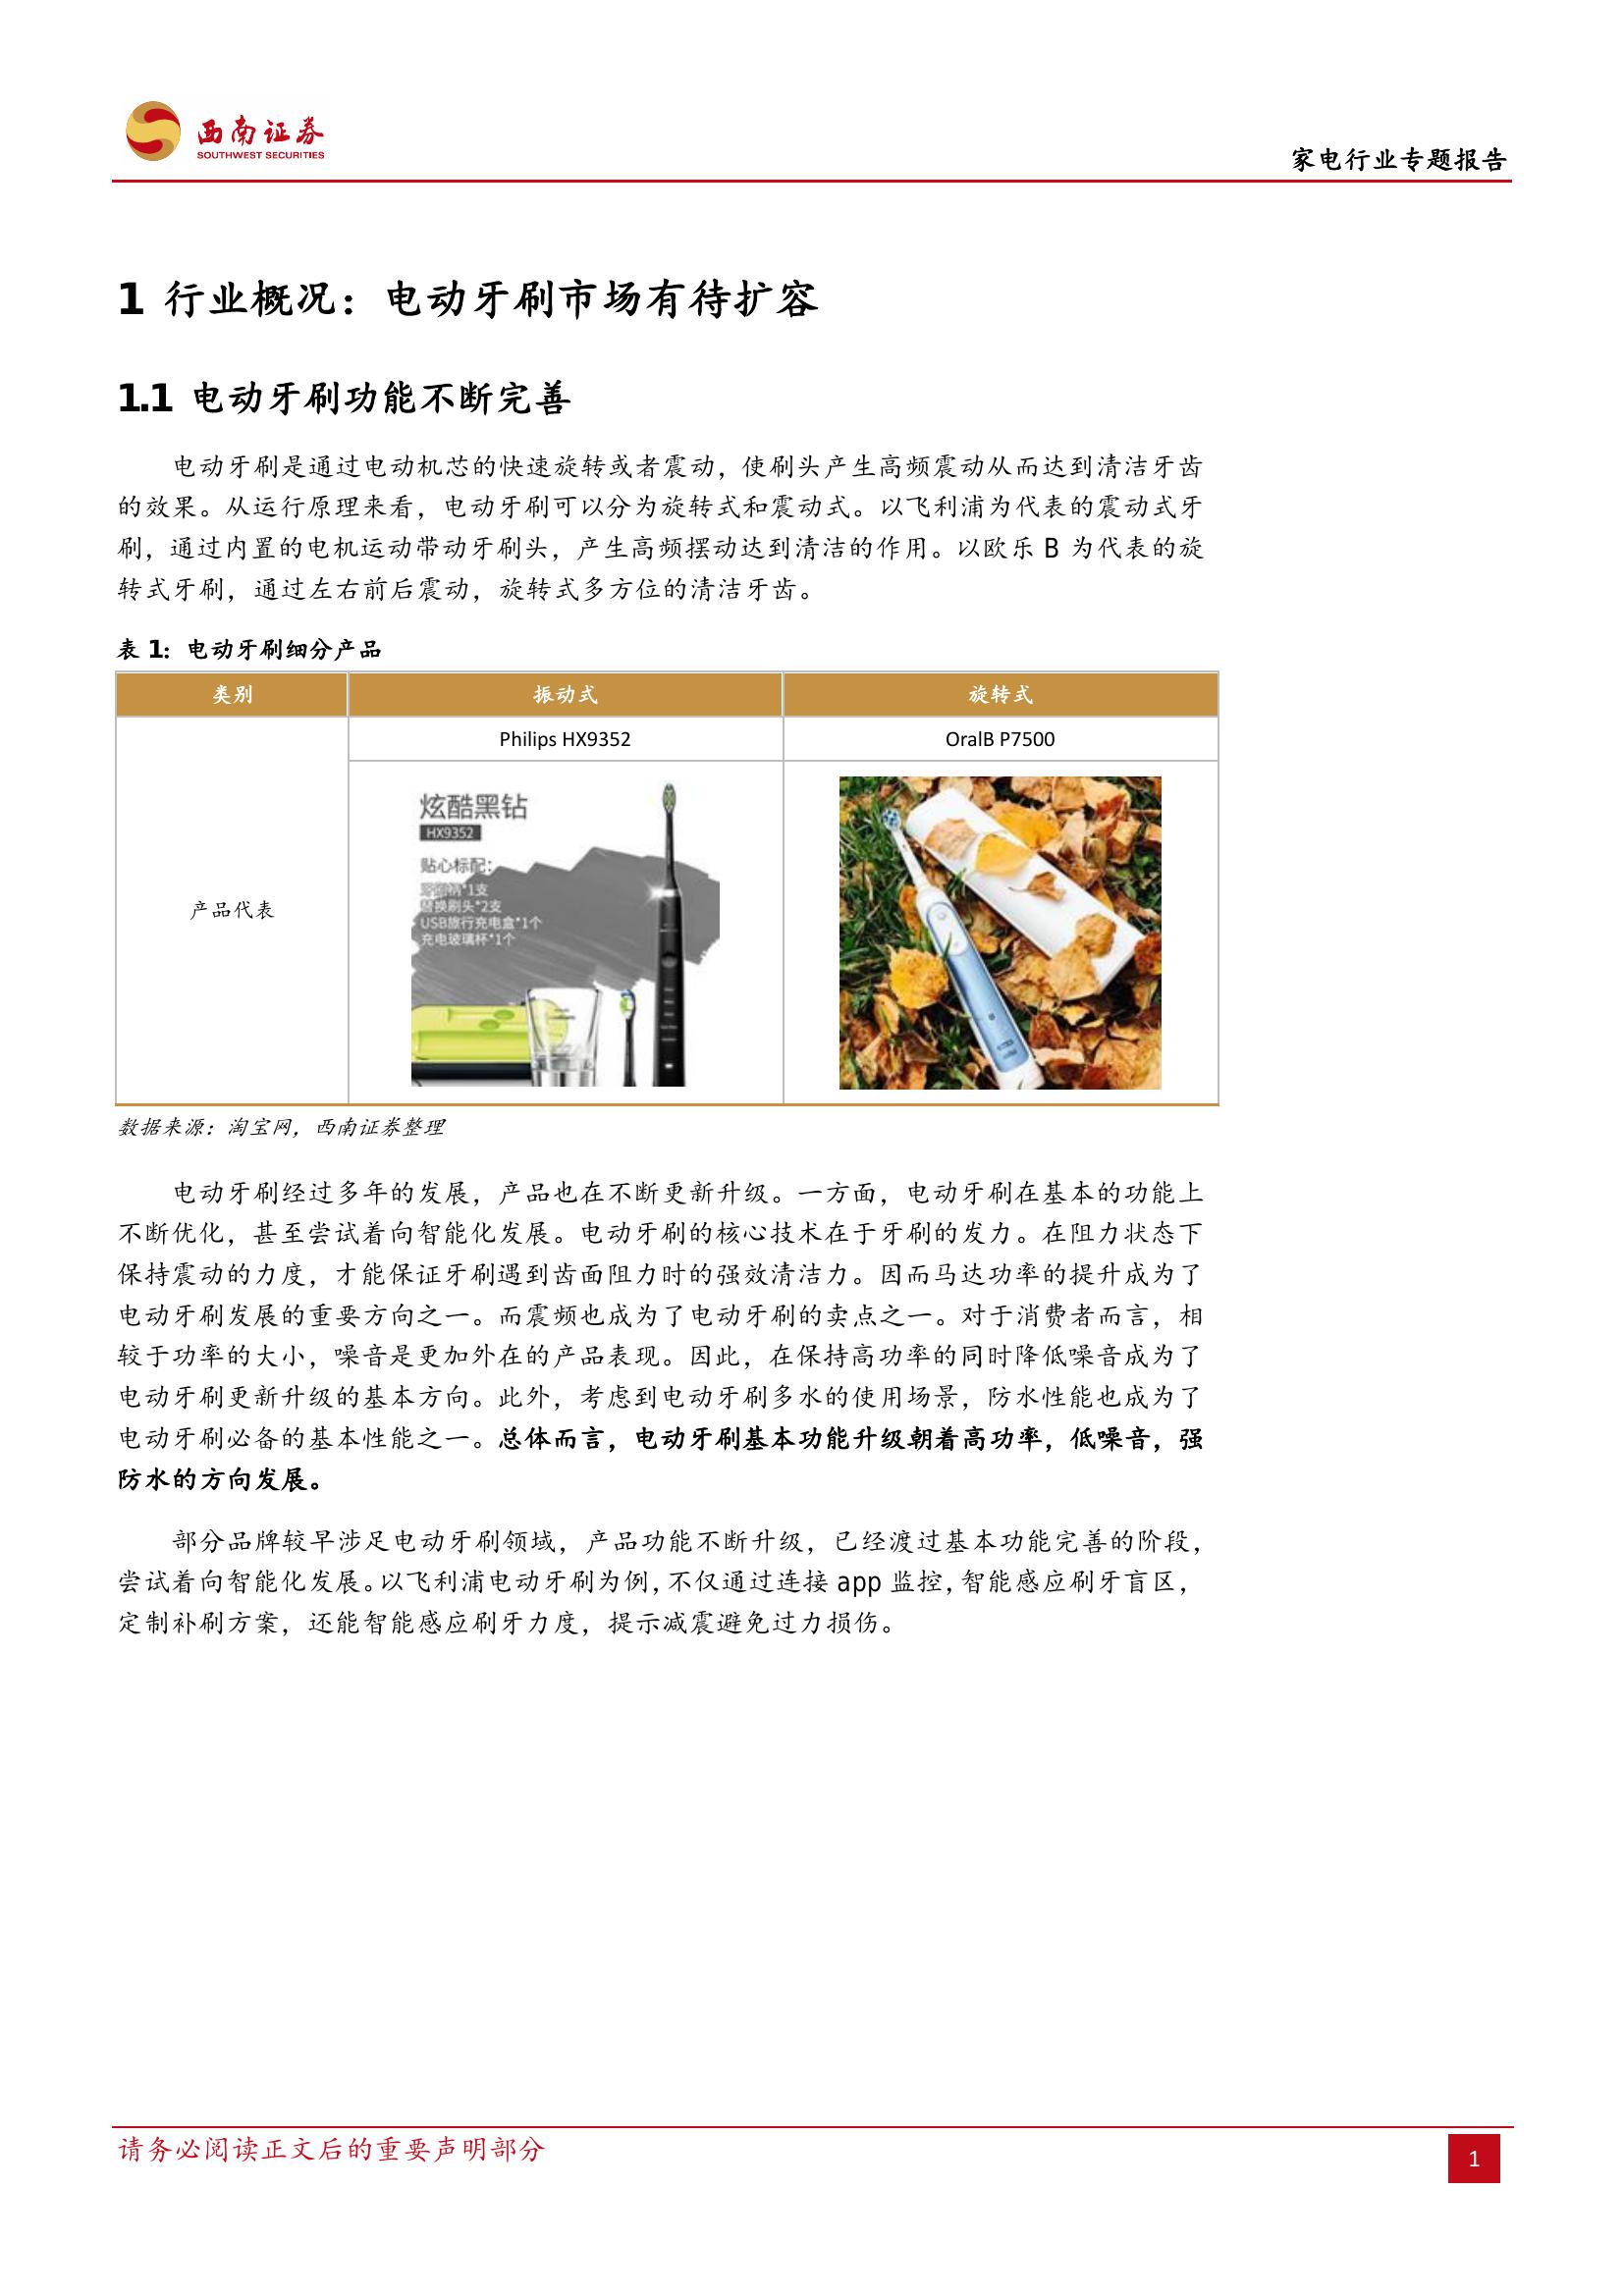 西南证券
SOUTHWEST SECURITIES
家电行业专题报告
1 行业概况：电动牙刷市场有待扩容
1.1 电动牙刷功能不断完善
电动牙刷是通过电动机芯的快速旋转或者震动，使刷头产生高频震动从而达到清洁牙齿
的效果。从运行原理来看，电动牙刷可以分为旋转式和震动式。以飞利浦为代表的震动式牙
刷，通过内置的电机运动带动牙刷头，产生高频摆动达到清洁的作用。以欧乐 B 为代表的旋
转式牙刷，通过左右前后震动，旋转式多方位的清洁牙齿。
表 1：电动牙刷细分产品
类别 振动式 旋转式
产品代表 Philips HX9352 OralB P7500
炫酷黑钻
HX9352
贴心标配：
*1支
替换刷头*2支
USB旅行充电盒*1个
充电玻璃杯*1个
数据来源：淘宝网，西南证券整理
电动牙刷经过多年的发展，产品也在不断更新升级。一方面，电动牙刷在基本的功能上
不断优化，甚至尝试着向智能化发展。电动牙刷的核心技术在于牙刷的发力。在阻力状态下
保持震动的力度，才能保证牙刷遇到齿面阻力时的强效清洁力。因而马达功率的提升成为了
电动牙刷发展的重要方向之一。而震频也成为了电动牙刷的卖点之一。对于消费者而言，相
较于功率的大小，噪音是更加外在的产品表现。因此，在保持高功率的同时降低噪音成为了
电动牙刷更新升级的基本方向。此外，考虑到电动牙刷多水的使用场景，防水性能也成为了
电动牙刷必备的基本性能之一。总体而言，电动牙刷基本功能升级朝着高功率，低噪音，强
防水的方向发展。
部分品牌较早涉足电动牙刷领域，产品功能不断升级，已经渡过基本功能完善的阶段，
尝试着向智能化发展。以飞利浦电动牙刷为例，不仅通过连接 app 监控，智能感应刷牙盲区，
定制补刷方案，还能智能感应刷牙力度，提示减震避免过力损伤。
请务必阅读正文后的重要声明部分
1